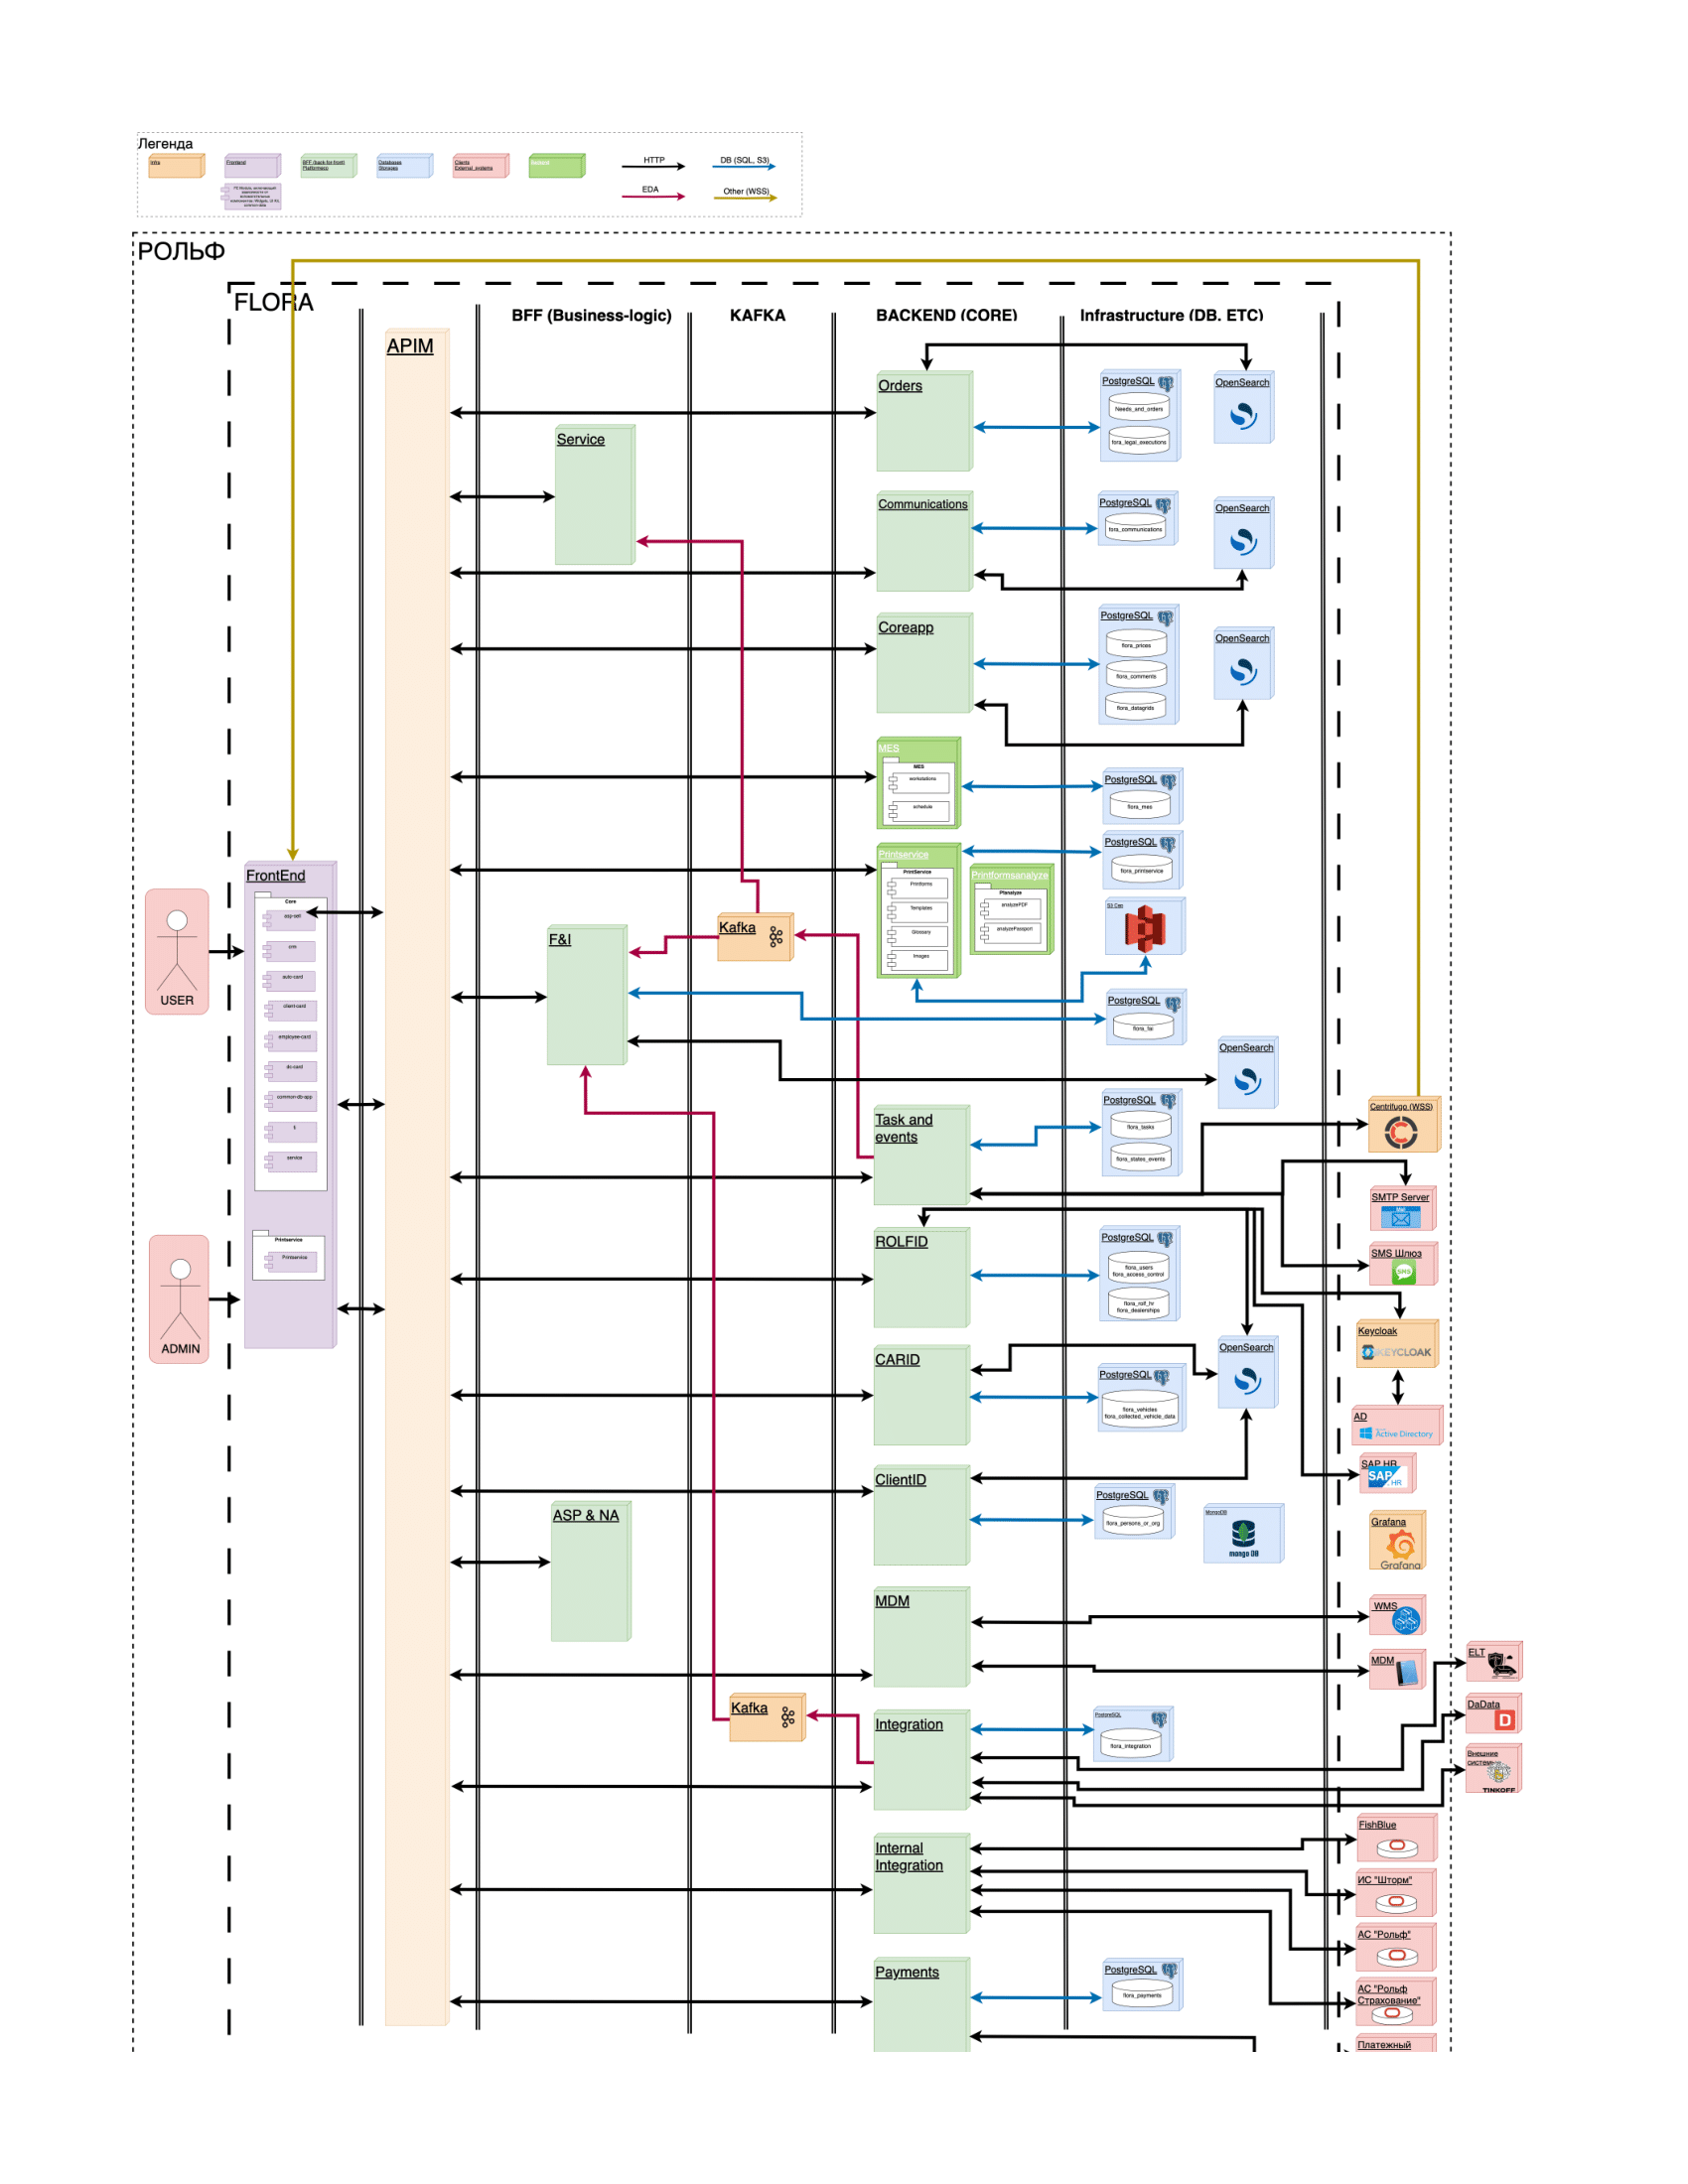 Легенда
Infra
Frontend
BFF (back-for-front)
Platformeco
Databases
Storages
Clients
External_systems
Backend
HTTP
DB (SQL, S3)
EDA
Other (WSS)
РОЛЬФ
FLORA
BFF (Business-logic)
KAFKA
BACKEND (CORE)
Infrastructure (DB, ETC)
APIM
Orders
PostgreSQL
Needs_and_orders
fora_legal_executions
OpenSearch
Service
Communications
PostgreSQL
fora_communications
OpenSearch
Coreapp
PostgreSQL
flora_prices
flora_comments
flora_datagrids
OpenSearch
MES
MES
workstations
schedule
PostgreSQL
flora_mes
Printservice
PrintService
Printforms
Templates
Glossary
Images
Printformsanalyze
analyzePDF
analyzePassport
PostgreSQL
flora_printservice
FrontEnd
Core
asp-sell
crm
auto-card
client-card
employee-card
dc-card
common-db-app
service
Printservice
Printservice
USER
ADMIN
Kafka
F&I
PostgreSQL
flora_fai
OpenSearch
Task and
events
PostgreSQL
flora_tasks
flora_states_events
Centrifugo (WSS)
SMTP Server
SMS Шлюз
SMS
ROLFID
PostgreSQL
flora_users
flora_access_control
flora_rolf_hr
flora_dealerships
Keycloak
KEYCLOAK
CARID
PostgreSQL
flora_vehicles
flora_collected_vehicle_data
OpenSearch
AD
Active Directory
SAP HR
SAP
HR
ClientID
PostgreSQL
flora_persons_or_org
MongoDB
mongo DB
Grafana
Grafana
ASP & NA
MDM
WMS
MDM
ELT
DaData
D
Внешние
TINKOFF
Kafka
Integration
PostgreSQL
flora_integration
Internal
Integration
FishBlue
ИС "Шторм"
АС "Рольф"
АС "Рольф
Страхование"
Payments
PostgreSQL
flora_payments
Платежный